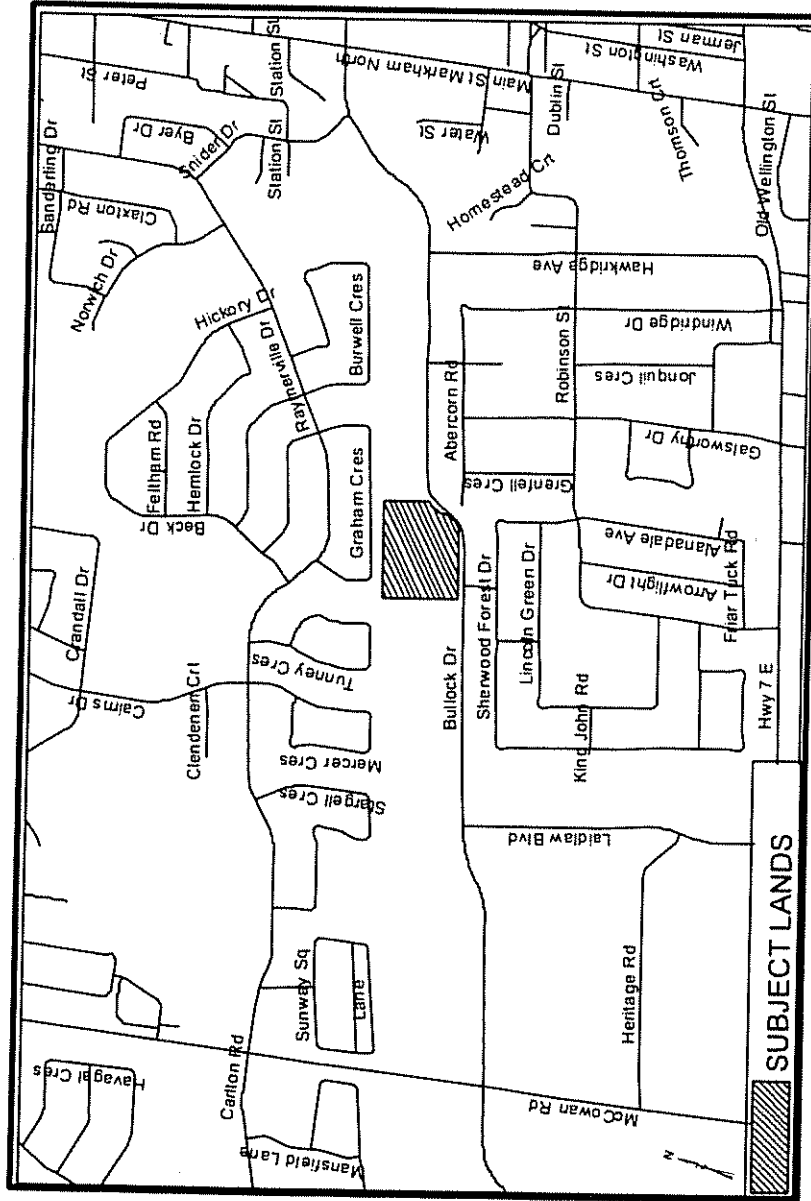 Sanderling Dr
Peter St
Station St
Byer Dr
Sniden Dr
Station St
Claxton Rd
Norwich Dr
Hickory Dr
Raymerville Dr
Burwell Cres
Main St Markham North
Water St
Dublin St
Washington St
Jerman St
Thomson Crt
Old Wellington St
Homestead Crt
Hawkridge Ave
Windridge Dr
Robinson St
Jonquil Cres
Abercorn Rd
Galsworthy Dr
Grenfell Cres
Feltham Rd
Hemlock Dr
Beck Dr
Graham Cres
Alanadale Ave
Arrowflight Dr
Friar Tuck Rd
Sherwood Forest Dr
Lincoln Green Dr
Bullock Dr
King John Rd
Hwy 7 E
Crandall Dr
Cairns Dr
Clendenen Crt
Tunney Cres
Mercer Cres
Stargell Cres
Laidlaw Blvd
Sunway Sq
Lane
Heritage Rd
Carlton Rd
Havagal Cres
Mansfield Lane
McCowan Rd
N
SUBJECT LANDS